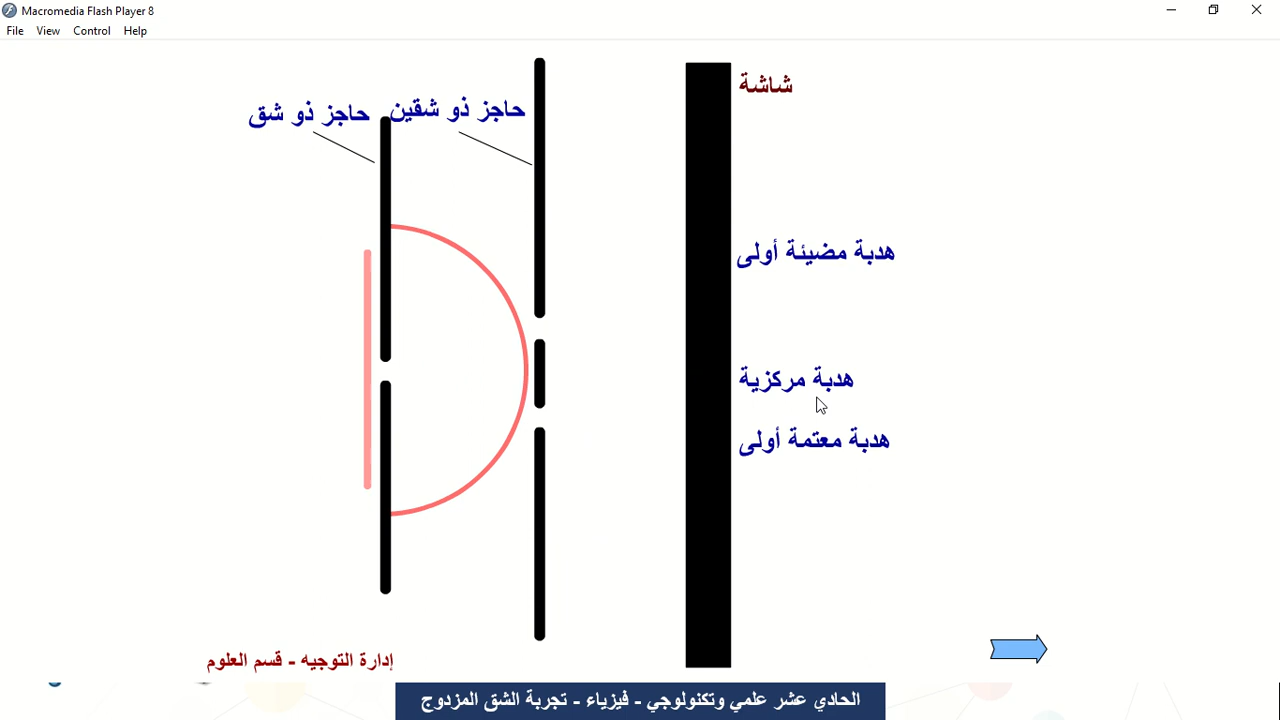 Macromedia Flash Player 8
File View Control Help
حاجز ذو شق
حاجز ذو شقين
شاشة
هدبة مضيئة أولى
هدبة مركزية
هدبة معتمة أولى
إدارة التوجيه - قسم العلوم
الحادي عشر علمي وتكنولوجي - فيزياء - تجربة الشق المزدوج